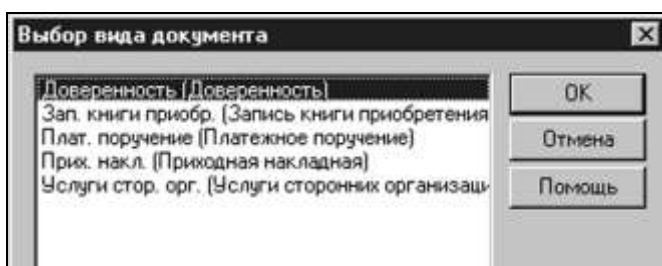 Выбор вида документа
Доверенность (Доверенность)
Зап. книги приобр. (Запись книги приобретения
Плат. поручение (Платежное поручение)
Прих. накл. (Приходная накладная)
Услуги стор. орг. (Услуги сторонних организаци
OK
Отмена
Помощь